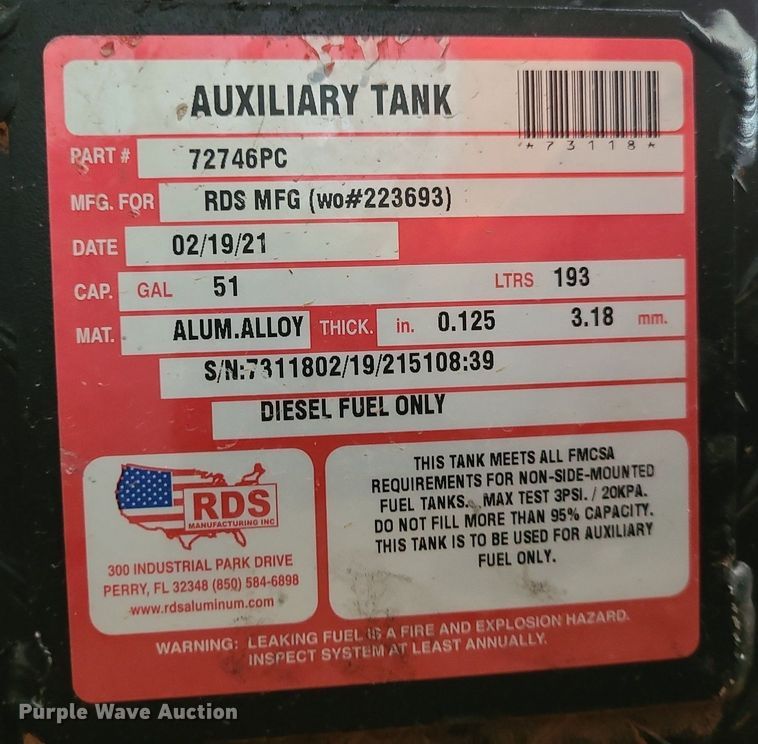 AUXILIARY TANK
*73118*
PART # 72746PC
MFG. FOR RDS MFG (wo#223693)
DATE 02/19/21
CAP. GAL 51 LTRS 193
MAT. ALUM.ALLOY THICK. in. 0.125 3.18 mm.
S/N:7311802/19/215108:39
DIESEL FUEL ONLY
RDS
MANUFACTURING INC
300 INDUSTRIAL PARK DRIVE
PERRY, FL 32348 (850) 584-6898
www.rdsaluminum.com
THIS TANK MEETS ALL FMCSA
REQUIREMENTS FOR NON-SIDE-MOUNTED
FUEL TANKS. MAX TEST 3PSI. / 20KPA.
DO NOT FILL MORE THAN 95% CAPACITY.
THIS TANK IS TO BE USED FOR AUXILIARY
FUEL ONLY.
WARNING: LEAKING FUEL IS A FIRE AND EXPLOSION HAZARD.
INSPECT SYSTEM AT LEAST ANNUALLY.
Purple Wave Auction